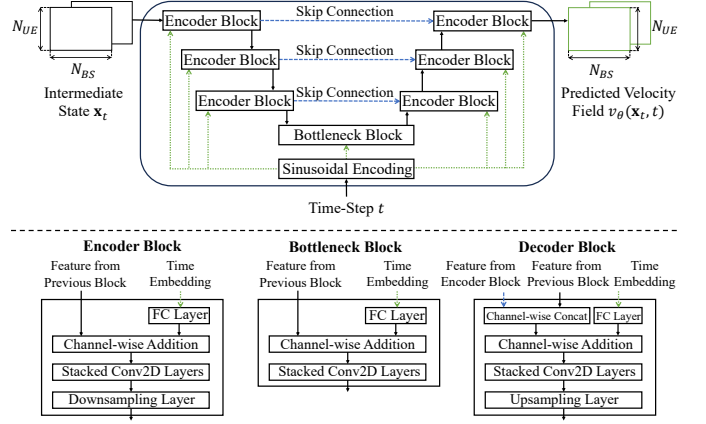 N_UE
N_BS
Intermediate
State x_t
Encoder Block
Skip Connection
Encoder Block
Encoder Block
Skip Connection
Encoder Block
Encoder Block
Skip Connection
Encoder Block
Bottleneck Block
Sinusoidal Encoding
Time-Step t
N_UE
N_BS
Predicted Velocity
Field v_θ(x_t, t)
Encoder Block
Feature from
Previous Block
Time
Embedding
FC Layer
Channel-wise Addition
Stacked Conv2D Layers
Downsampling Layer
Bottleneck Block
Feature from
Previous Block
Time
Embedding
FC Layer
Channel-wise Addition
Stacked Conv2D Layers
Decoder Block
Feature from
Encoder Block
Feature from
Previous Block
Time
Embedding
Channel-wise Concat
FC Layer
Channel-wise Addition
Stacked Conv2D Layers
Upsampling Layer